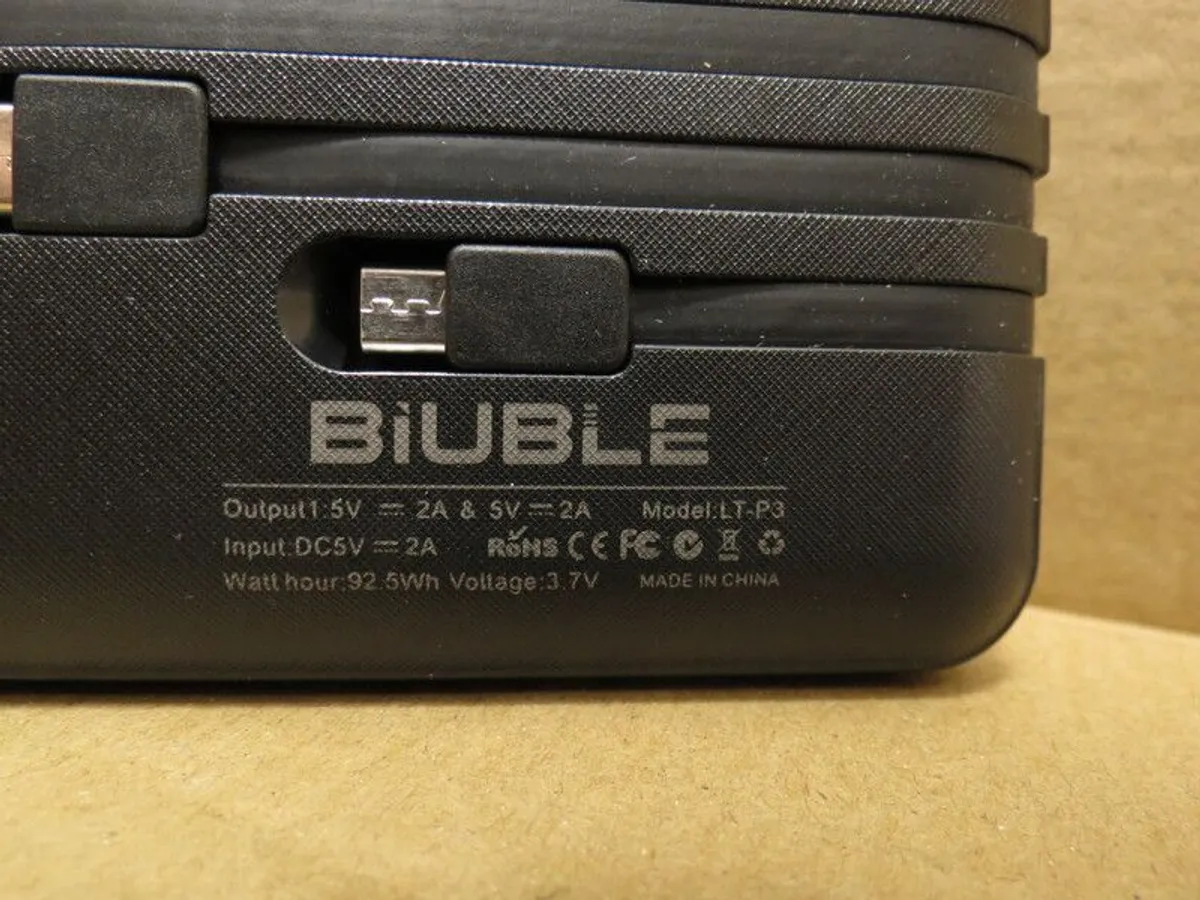 BiUBLE
Output1:5V ⎓ 2A & 5V ⎓ 2A Model:LT-P3
Input:DC5V ⎓ 2A RoHS CE FC
Watt hour:92.5Wh Voltage:3.7V MADE IN CHINA